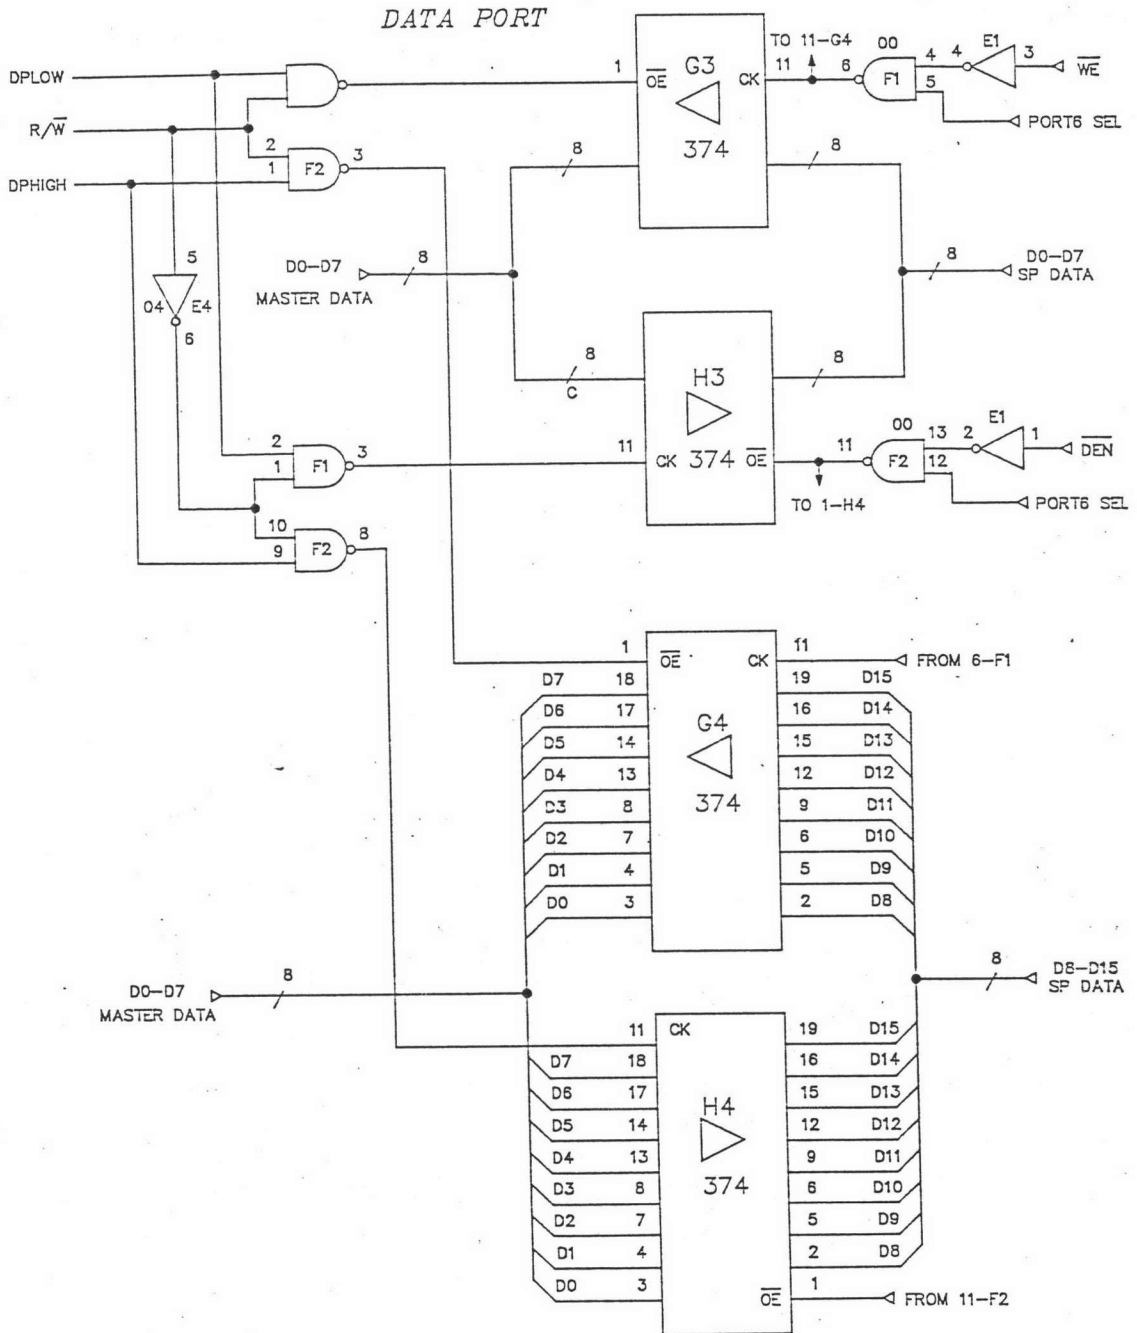 DATA PORT
TO 11-G4
DPLOW
1
OE
G3
CK
11
6
00
F1
4
4
E1
3
WE
5
PORT6 SEL
R/W
374
2
1
F2
3
DPHIGH
8
8
D0-D7
MASTER DATA
8
8
D0-D7
SP DATA
5
04
E4
6
8
C
H3
8
2
1
F1
3
11
CK
374
OE
11
00
F2
13
2
E1
1
DEN
12
TO 1-H4
PORT6 SEL
10
9
F2
8
1
OE
CK
11
FROM 6-F1
D7 18
19 D15
D6 17
16 D14
G4
D5 14
15 D13
D4 13
12 D12
374
D3 8
9 D11
D2 7
6 D10
D1 4
5 D9
D0 3
2 D8
D0-D7
MASTER DATA
8
8
D8-D15
SP DATA
11
CK
19 D15
D7 18
16 D14
D6 17
15 D13
H4
D5 14
12 D12
D4 13
9 D11
374
D3 8
6 D10
D2 7
5 D9
D1 4
2 D8
D0 3
OE
1
FROM 11-F2